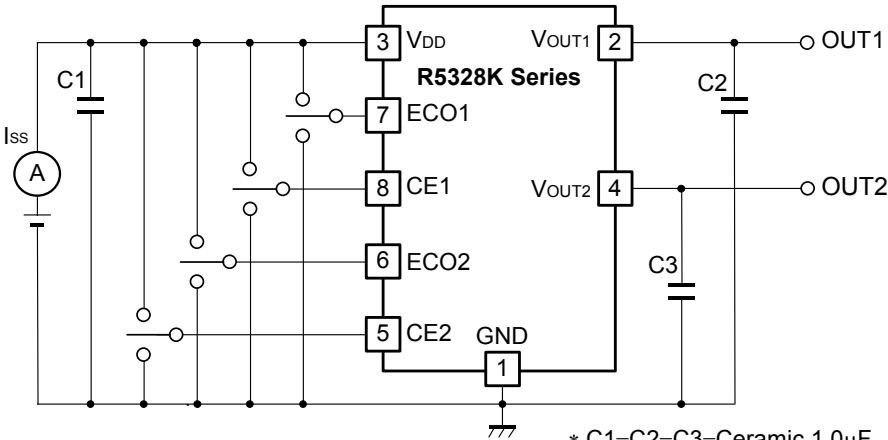 3 VDD VOUT1 2 OUT1
R5328K Series
C1 C2
7 ECO1
ISS
A
8 CE1 VOUT2 4 OUT2
6 ECO2 C3
5 CE2 GND
1
* C1=C2=C3=Ceramic 1.0μF